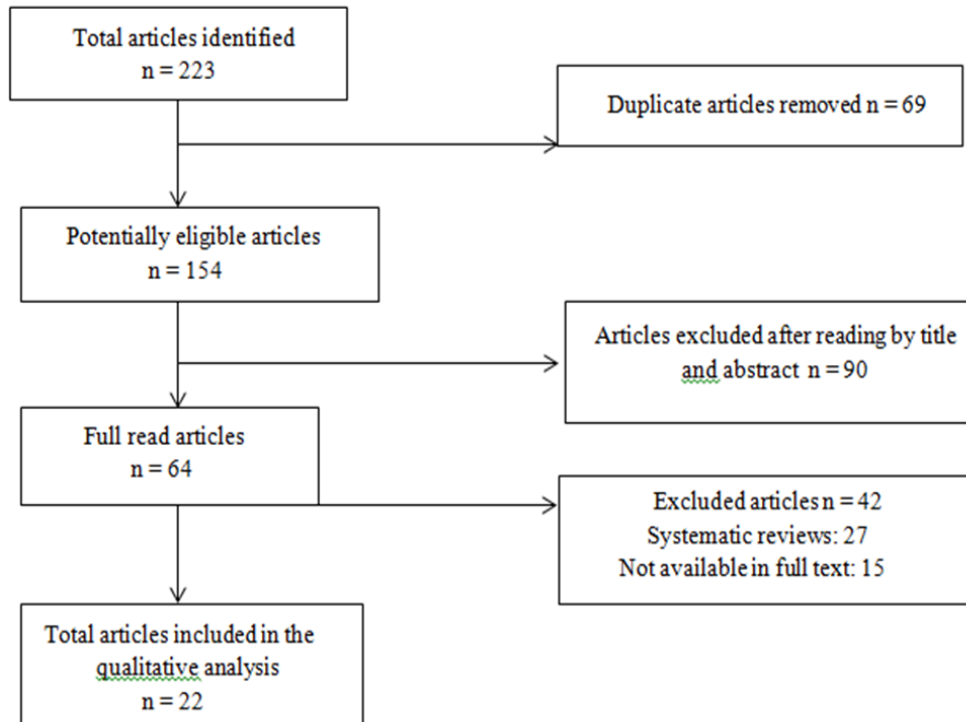 Total articles identified
n = 223
Duplicate articles removed n = 69
Potentially eligible articles
n = 154
Articles excluded after reading by title
and abstract n = 90
Full read articles
n = 64
Excluded articles n = 42
Systematic reviews: 27
Not available in full text: 15
Total articles included in the
qualitative analysis
n = 22